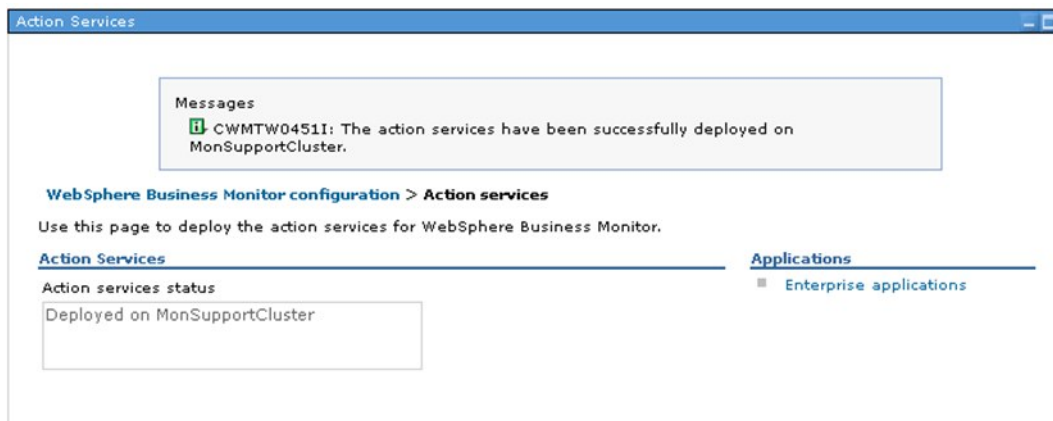 Action Services
Messages
CWMTW0451I: The action services have been successfully deployed on
MonSupportCluster.
WebSphere Business Monitor configuration > Action services
Use this page to deploy the action services for WebSphere Business Monitor.
Action Services
Applications
Action services status
Enterprise applications
Deployed on MonSupportCluster